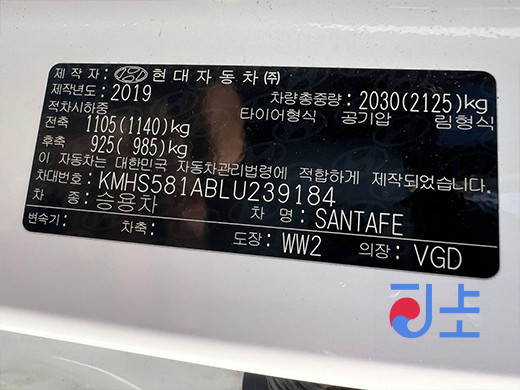 제 작 자: 현대자동차(주)
제작년도: 2019 차량총중량: 2030(2125)kg
적차시하중 타이어형식 공기압 림형식
전축 1105(1140)kg
후축 925( 985)kg
이 자동차는 대한민국 자동차관리법령에 적합하게 제작되었습니다.
차대번호: KMHS581ABLU239184
차 종: 승용차 차 명: SANTAFE
변속기: 차축: 도장: WW2 의장: VGD